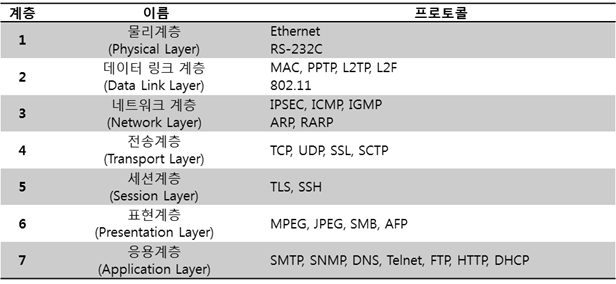 계층 이름 프로토콜
1 물리계층 Ethernet
(Physical Layer) RS-232C
2 데이터 링크 계층 MAC, PPTP, L2TP, L2F
(Data Link Layer) 802.11
3 네트워크 계층 IPSEC, ICMP, IGMP
(Network Layer) ARP, RARP
4 전송계층 TCP, UDP, SSL, SCTP
(Transport Layer)
5 세션계층 TLS, SSH
(Session Layer)
6 표현계층 MPEG, JPEG, SMB, AFP
(Presentation Layer)
7 응용계층 SMTP, SNMP, DNS, Telnet, FTP, HTTP, DHCP
(Application Layer)